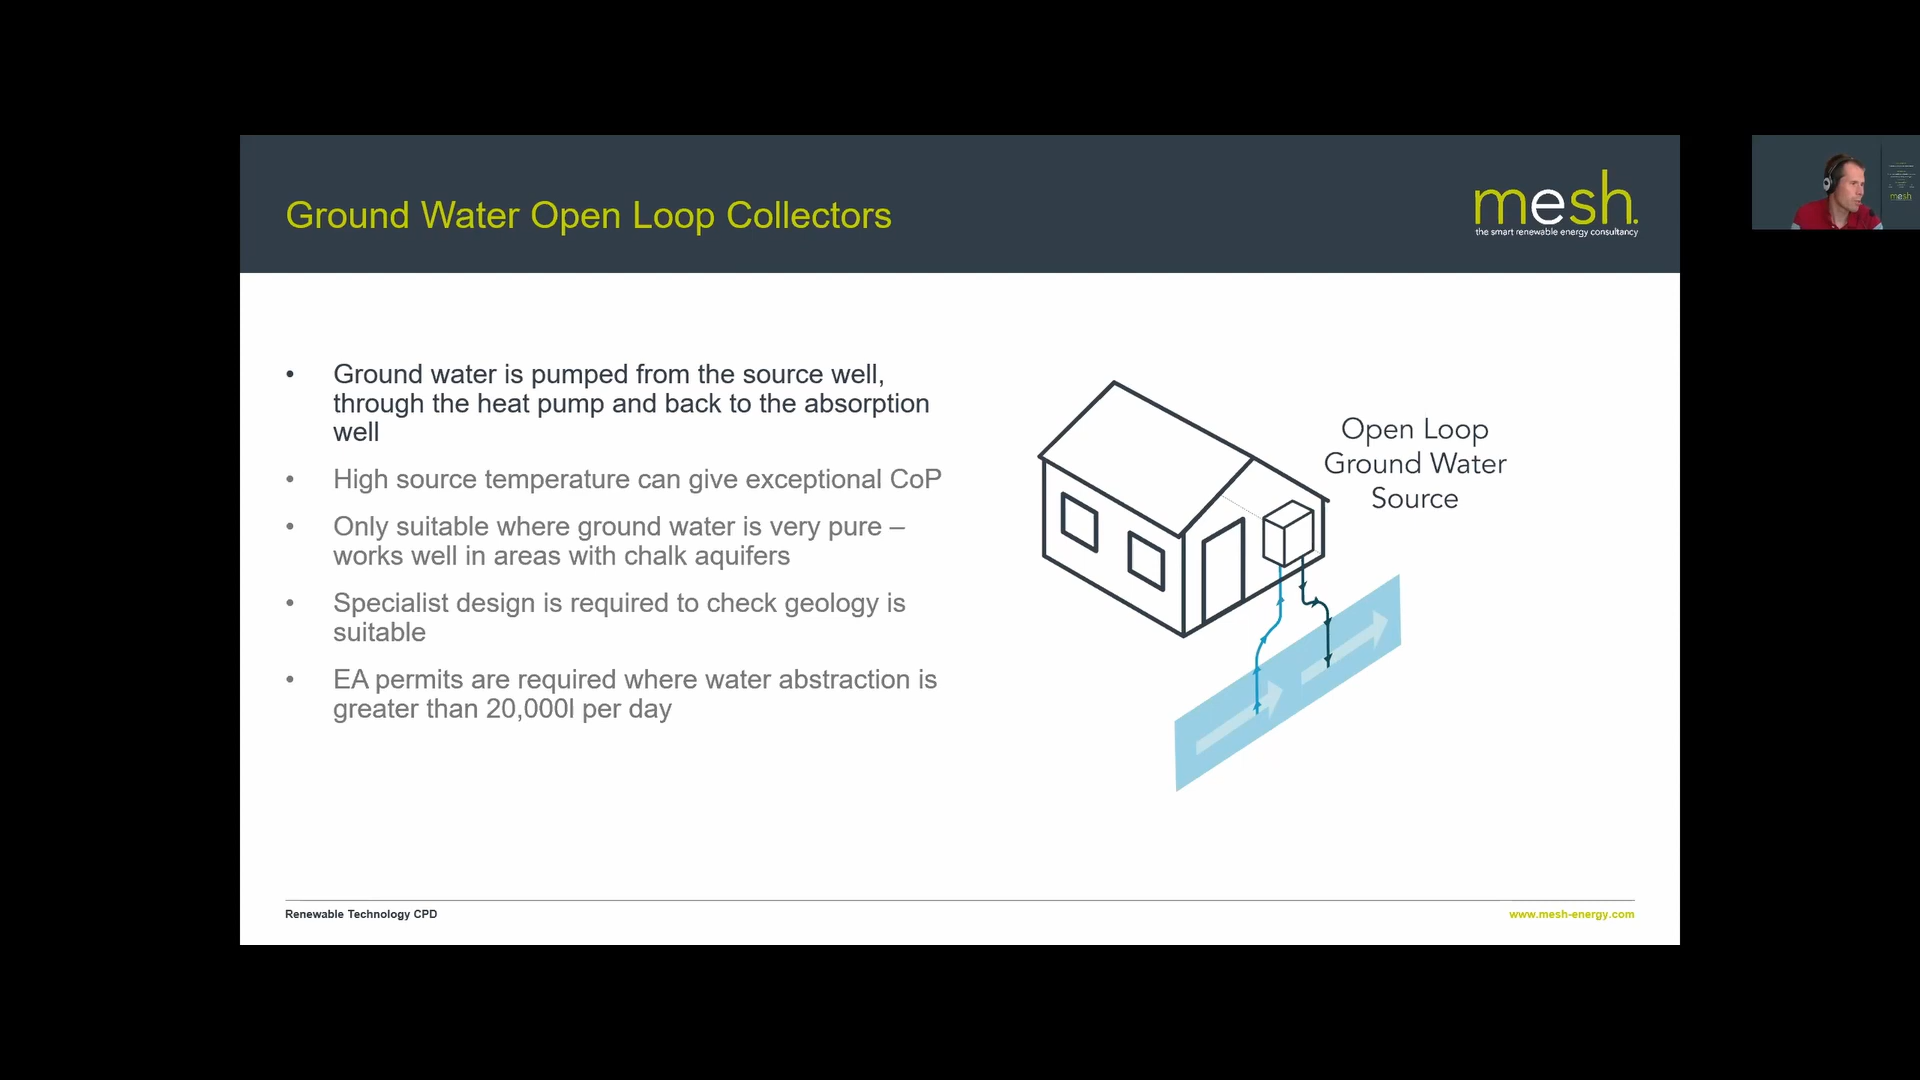 Ground Water Open Loop Collectors
mesh.
the smart renewable energy consultancy
• Ground water is pumped from the source well,
through the heat pump and back to the absorption
well
• High source temperature can give exceptional CoP
• Only suitable where ground water is very pure –
works well in areas with chalk aquifers
• Specialist design is required to check geology is
suitable
• EA permits are required where water abstraction is
greater than 20,000l per day
Open Loop
Ground Water
Source
Renewable Technology CPD
www.mesh-energy.com
mesh